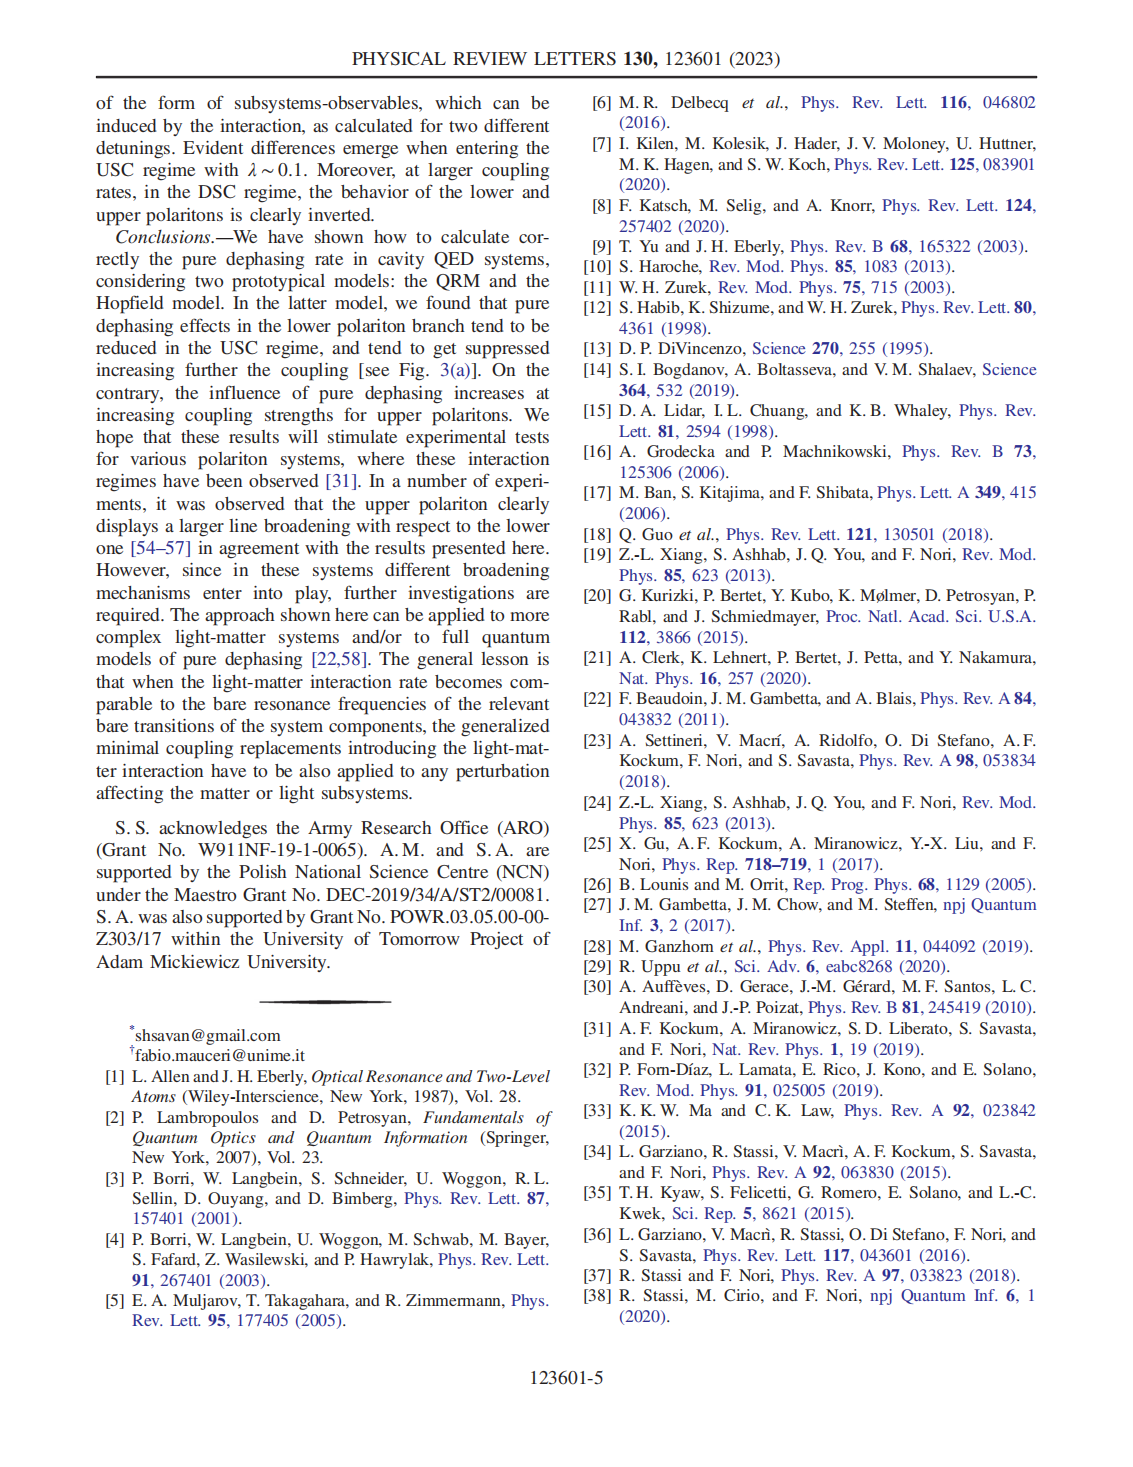 PHYSICAL REVIEW LETTERS 130, 123601 (2023)
of the form of subsystems-observables, which can be
induced by the interaction, as calculated for two different
detunings. Evident differences emerge when entering the
USC regime with λ ∼ 0.1. Moreover, at larger coupling
rates, in the DSC regime, the behavior of the lower and
upper polaritons is clearly inverted.
Conclusions.—We have shown how to calculate cor-
rectly the pure dephasing rate in cavity QED systems,
considering two prototypical models: the QRM and the
Hopfield model. In the latter model, we found that pure
dephasing effects in the lower polariton branch tend to be
reduced in the USC regime, and tend to get suppressed
increasing further the coupling [see Fig. 3(a)]. On the
contrary, the influence of pure dephasing increases at
increasing coupling strengths for upper polaritons. We
hope that these results will stimulate experimental tests
for various polariton systems, where these interaction
regimes have been observed [31]. In a number of experi-
ments, it was observed that the upper polariton clearly
displays a larger line broadening with respect to the lower
one [54–57] in agreement with the results presented here.
However, since in these systems different broadening
mechanisms enter into play, further investigations are
required. The approach shown here can be applied to more
complex light-matter systems and/or to full quantum
models of pure dephasing [22,58]. The general lesson is
that when the light-matter interaction rate becomes com-
parable to the bare resonance frequencies of the relevant
bare transitions of the system components, the generalized
minimal coupling replacements introducing the light-mat-
ter interaction have to be also applied to any perturbation
affecting the matter or light subsystems.
S. S. acknowledges the Army Research Office (ARO)
(Grant No. W911NF-19-1-0065). A. M. and S. A. are
supported by the Polish National Science Centre (NCN)
under the Maestro Grant No. DEC-2019/34/A/ST2/00081.
S. A. was also supported by Grant No. POWR.03.05.00-00-
Z303/17 within the University of Tomorrow Project of
Adam Mickiewicz University.
*shsavan@gmail.com
†fabio.mauceri@unime.it
[1] L. Allen and J. H. Eberly, Optical Resonance and Two-Level
Atoms (Wiley-Interscience, New York, 1987), Vol. 28.
[2] P. Lambropoulos and D. Petrosyan, Fundamentals of
Quantum Optics and Quantum Information (Springer,
New York, 2007), Vol. 23.
[3] P. Borri, W. Langbein, S. Schneider, U. Woggon, R. L.
Sellin, D. Ouyang, and D. Bimberg, Phys. Rev. Lett. 87,
157401 (2001).
[4] P. Borri, W. Langbein, U. Woggon, M. Schwab, M. Bayer,
S. Fafard, Z. Wasilewski, and P. Hawrylak, Phys. Rev. Lett.
91, 267401 (2003).
[5] E. A. Muljarov, T. Takagahara, and R. Zimmermann, Phys.
Rev. Lett. 95, 177405 (2005).
[6] M. R. Delbecq et al., Phys. Rev. Lett. 116, 046802
(2016).
[7] I. Kilen, M. Kolesik, J. Hader, J. V. Moloney, U. Huttner,
M. K. Hagen, and S. W. Koch, Phys. Rev. Lett. 125, 083901
(2020).
[8] F. Katsch, M. Selig, and A. Knorr, Phys. Rev. Lett. 124,
257402 (2020).
[9] T. Yu and J. H. Eberly, Phys. Rev. B 68, 165322 (2003).
[10] S. Haroche, Rev. Mod. Phys. 85, 1083 (2013).
[11] W. H. Zurek, Rev. Mod. Phys. 75, 715 (2003).
[12] S. Habib, K. Shizume, and W. H. Zurek, Phys. Rev. Lett. 80,
4361 (1998).
[13] D. P. DiVincenzo, Science 270, 255 (1995).
[14] S. I. Bogdanov, A. Boltasseva, and V. M. Shalaev, Science
364, 532 (2019).
[15] D. A. Lidar, I. L. Chuang, and K. B. Whaley, Phys. Rev.
Lett. 81, 2594 (1998).
[16] A. Grodecka and P. Machnikowski, Phys. Rev. B 73,
125306 (2006).
[17] M. Ban, S. Kitajima, and F. Shibata, Phys. Lett. A 349, 415
(2006).
[18] Q. Guo et al., Phys. Rev. Lett. 121, 130501 (2018).
[19] Z.-L. Xiang, S. Ashhab, J. Q. You, and F. Nori, Rev. Mod.
Phys. 85, 623 (2013).
[20] G. Kurizki, P. Bertet, Y. Kubo, K. Mølmer, D. Petrosyan, P.
Rabl, and J. Schmiedmayer, Proc. Natl. Acad. Sci. U.S.A.
112, 3866 (2015).
[21] A. Clerk, K. Lehnert, P. Bertet, J. Petta, and Y. Nakamura,
Nat. Phys. 16, 257 (2020).
[22] F. Beaudoin, J. M. Gambetta, and A. Blais, Phys. Rev. A 84,
043832 (2011).
[23] A. Settineri, V. Macrí, A. Ridolfo, O. Di Stefano, A. F.
Kockum, F. Nori, and S. Savasta, Phys. Rev. A 98, 053834
(2018).
[24] Z.-L. Xiang, S. Ashhab, J. Q. You, and F. Nori, Rev. Mod.
Phys. 85, 623 (2013).
[25] X. Gu, A. F. Kockum, A. Miranowicz, Y.-X. Liu, and F.
Nori, Phys. Rep. 718–719, 1 (2017).
[26] B. Lounis and M. Orrit, Rep. Prog. Phys. 68, 1129 (2005).
[27] J. M. Gambetta, J. M. Chow, and M. Steffen, npj Quantum
Inf. 3, 2 (2017).
[28] M. Ganzhorn et al., Phys. Rev. Appl. 11, 044092 (2019).
[29] R. Uppu et al., Sci. Adv. 6, eabc8268 (2020).
[30] A. Auffèves, D. Gerace, J.-M. Gérard, M. F. Santos, L. C.
Andreani, and J.-P. Poizat, Phys. Rev. B 81, 245419 (2010).
[31] A. F. Kockum, A. Miranowicz, S. D. Liberato, S. Savasta,
and F. Nori, Nat. Rev. Phys. 1, 19 (2019).
[32] P. Forn-Díaz, L. Lamata, E. Rico, J. Kono, and E. Solano,
Rev. Mod. Phys. 91, 025005 (2019).
[33] K. K. W. Ma and C. K. Law, Phys. Rev. A 92, 023842
(2015).
[34] L. Garziano, R. Stassi, V. Macrì, A. F. Kockum, S. Savasta,
and F. Nori, Phys. Rev. A 92, 063830 (2015).
[35] T. H. Kyaw, S. Felicetti, G. Romero, E. Solano, and L.-C.
Kwek, Sci. Rep. 5, 8621 (2015).
[36] L. Garziano, V. Macrì, R. Stassi, O. Di Stefano, F. Nori, and
S. Savasta, Phys. Rev. Lett. 117, 043601 (2016).
[37] R. Stassi and F. Nori, Phys. Rev. A 97, 033823 (2018).
[38] R. Stassi, M. Cirio, and F. Nori, npj Quantum Inf. 6, 1
(2020).
123601-5